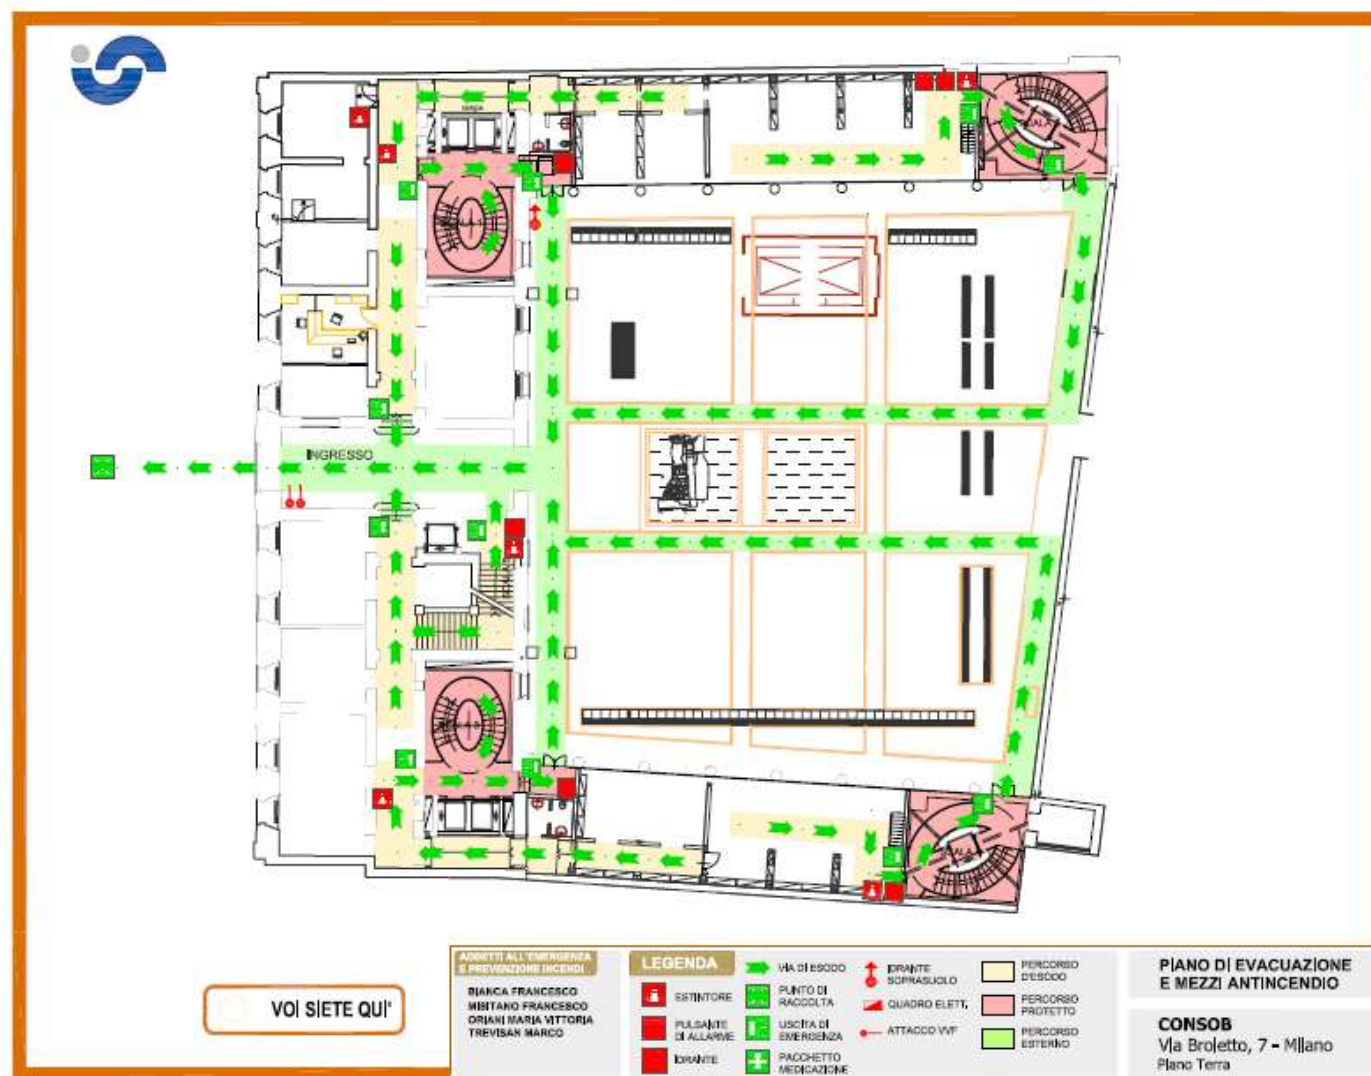 INGRESSO
VOI SIETE QUI'
ADDETTI ALL'EMERGENZA
E PREVENZIONE INCENDI
BIANCA FRANCESCO
MISITANO FRANCESCO
ORIANI MARIA VITTORIA
TREVISAN MARCO
LEGENDA
ESTINTORE
PULSANTE
DI ALLARME
IDRANTE
VIA DI ESODO
PUNTO DI
RACCOLTA
USCITA DI
EMERGENZA
PACCHETTO
MEDICAZIONE
IDRANTE
SOPRASUOLO
QUADRO ELETT.
ATTACCO VVF
PERCORSO
D'ESODO
PERCORSO
PROTETTO
PERCORSO
ESTERNO
PIANO DI EVACUAZIONE
E MEZZI ANTINCENDIO
CONSOB
Via Broletto, 7 - Milano
Piano Terra